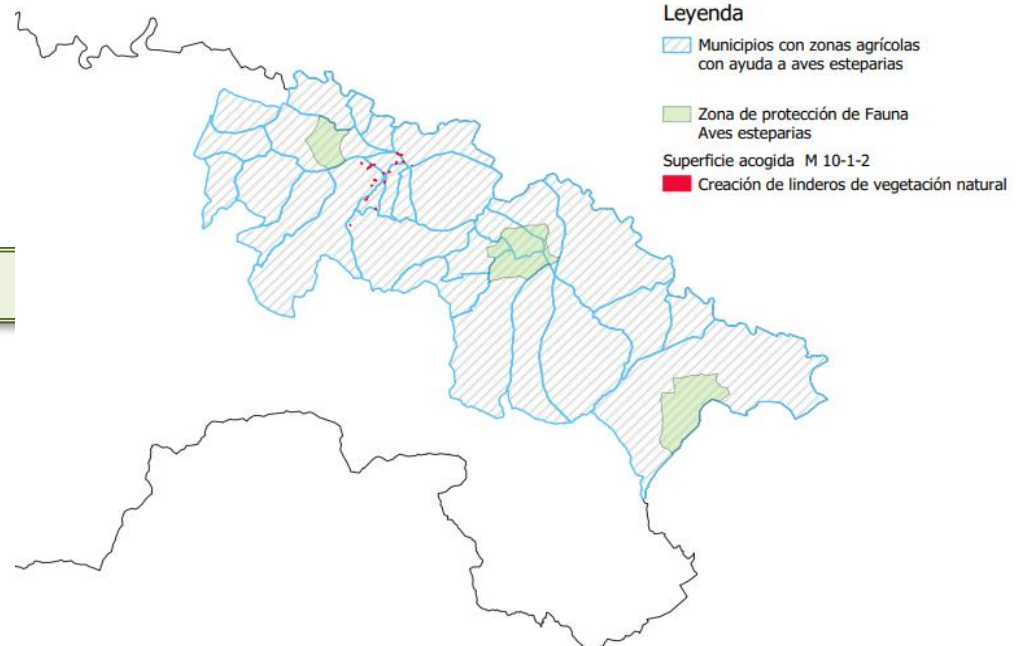 Leyenda
Municipios con zonas agrícolas
con ayuda a aves esteparias
Zona de protección de Fauna
Aves esteparias
Superficie acogida M 10-1-2
Creación de linderos de vegetación natural